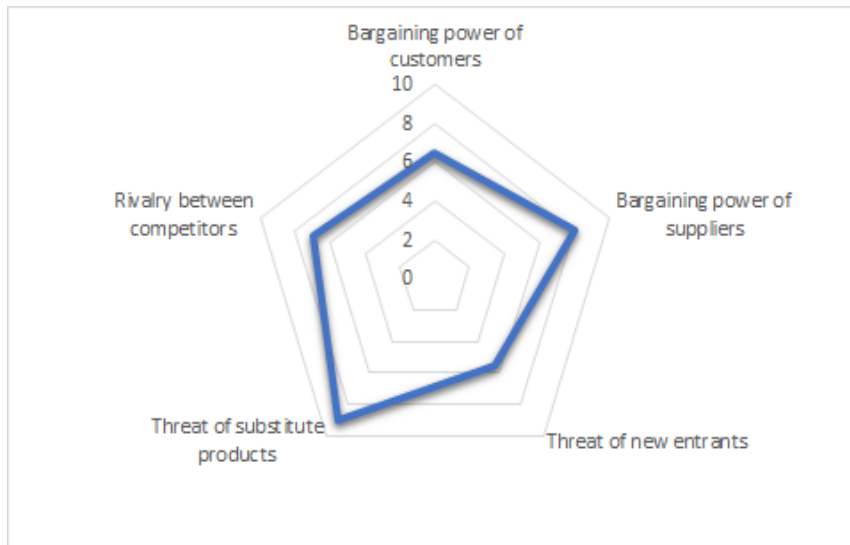 Bargaining power of
customers
10
8
6
4
2
0
Rivalry between
competitors
Bargaining power of
suppliers
Threat of substitute
products
Threat of new entrants